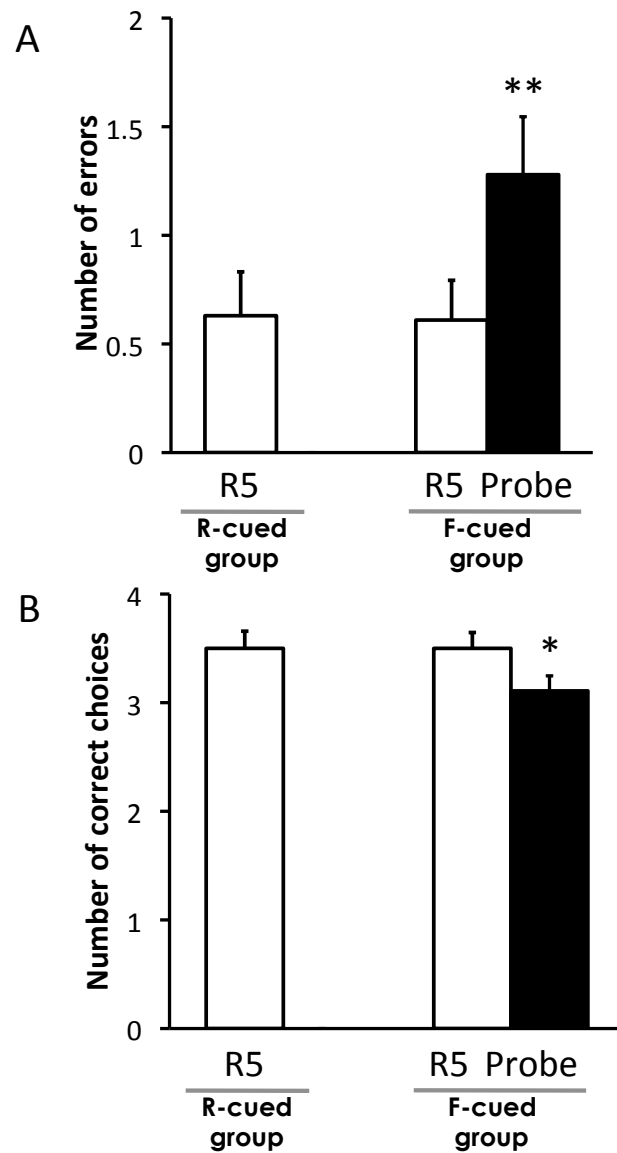 A
Number of errors
2
1.5
1
0.5
0
**
R5
R5 Probe
R-cued
group
F-cued
group
B
Number of correct choices
4
3
2
1
0
*
R5
R5 Probe
R-cued
group
F-cued
group